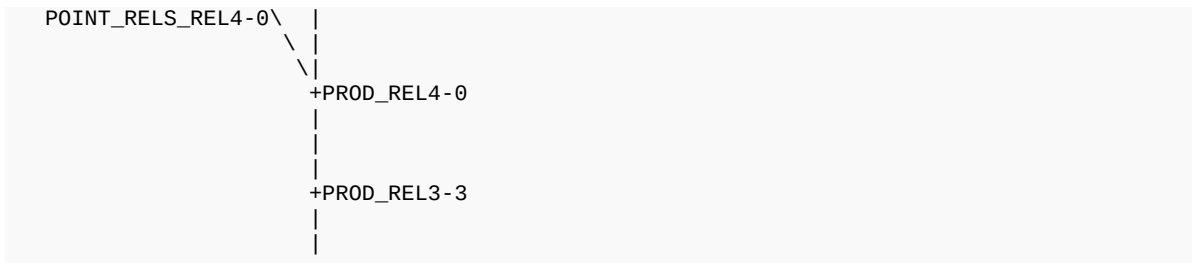 POINT_RELS_REL4-0\ |
\ |
\|
+PROD_REL4-0
|
|
|
+PROD_REL3-3
|
|